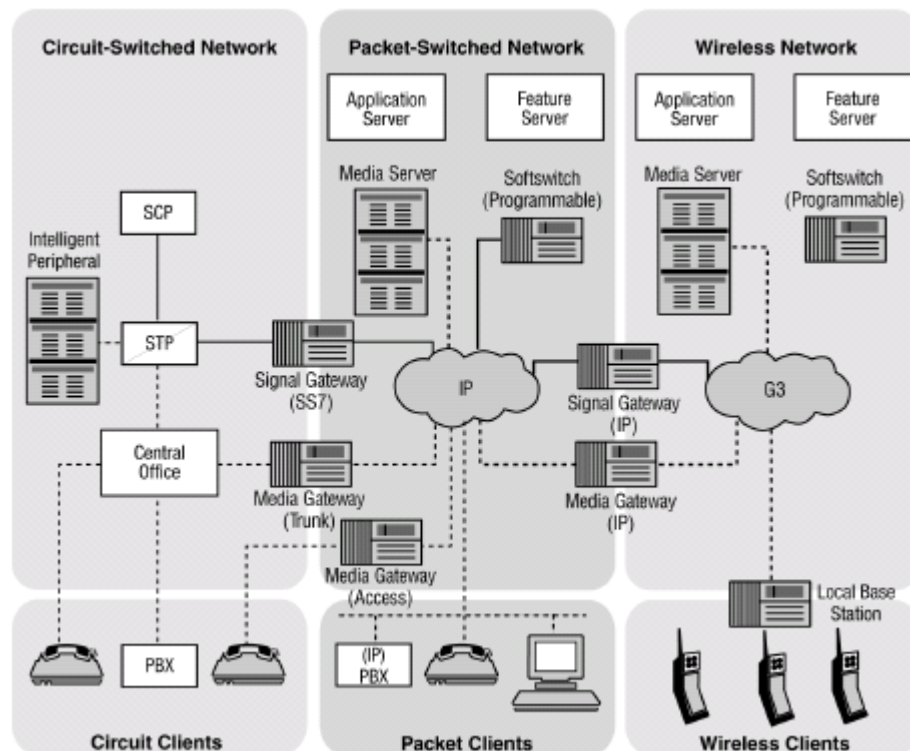 Circuit-Switched Network
Packet-Switched Network
Wireless Network
Application
Server
Feature
Server
Application
Server
Feature
Server
Media Server
Softswitch
(Programmable)
Media Server
Softswitch
(Programmable)
SCP
Intelligent
Peripheral
STP
Signal Gateway
(SS7)
IP
Signal Gateway
(IP)
G3
Central
Office
Media Gateway
(Trunk)
Media Gateway
(IP)
Media Gateway
(Access)
Local Base
Station
PBX
(IP)
PBX
Circuit Clients
Packet Clients
Wireless Clients